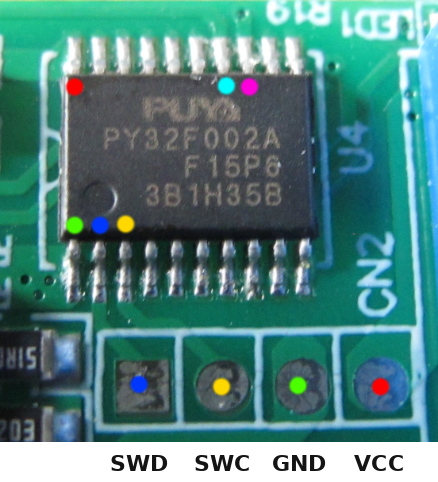 LED1
R19
PUYA
PY32F002A
F15P6
3B1H35B
U4
CN2
SWD SWC GND VCC